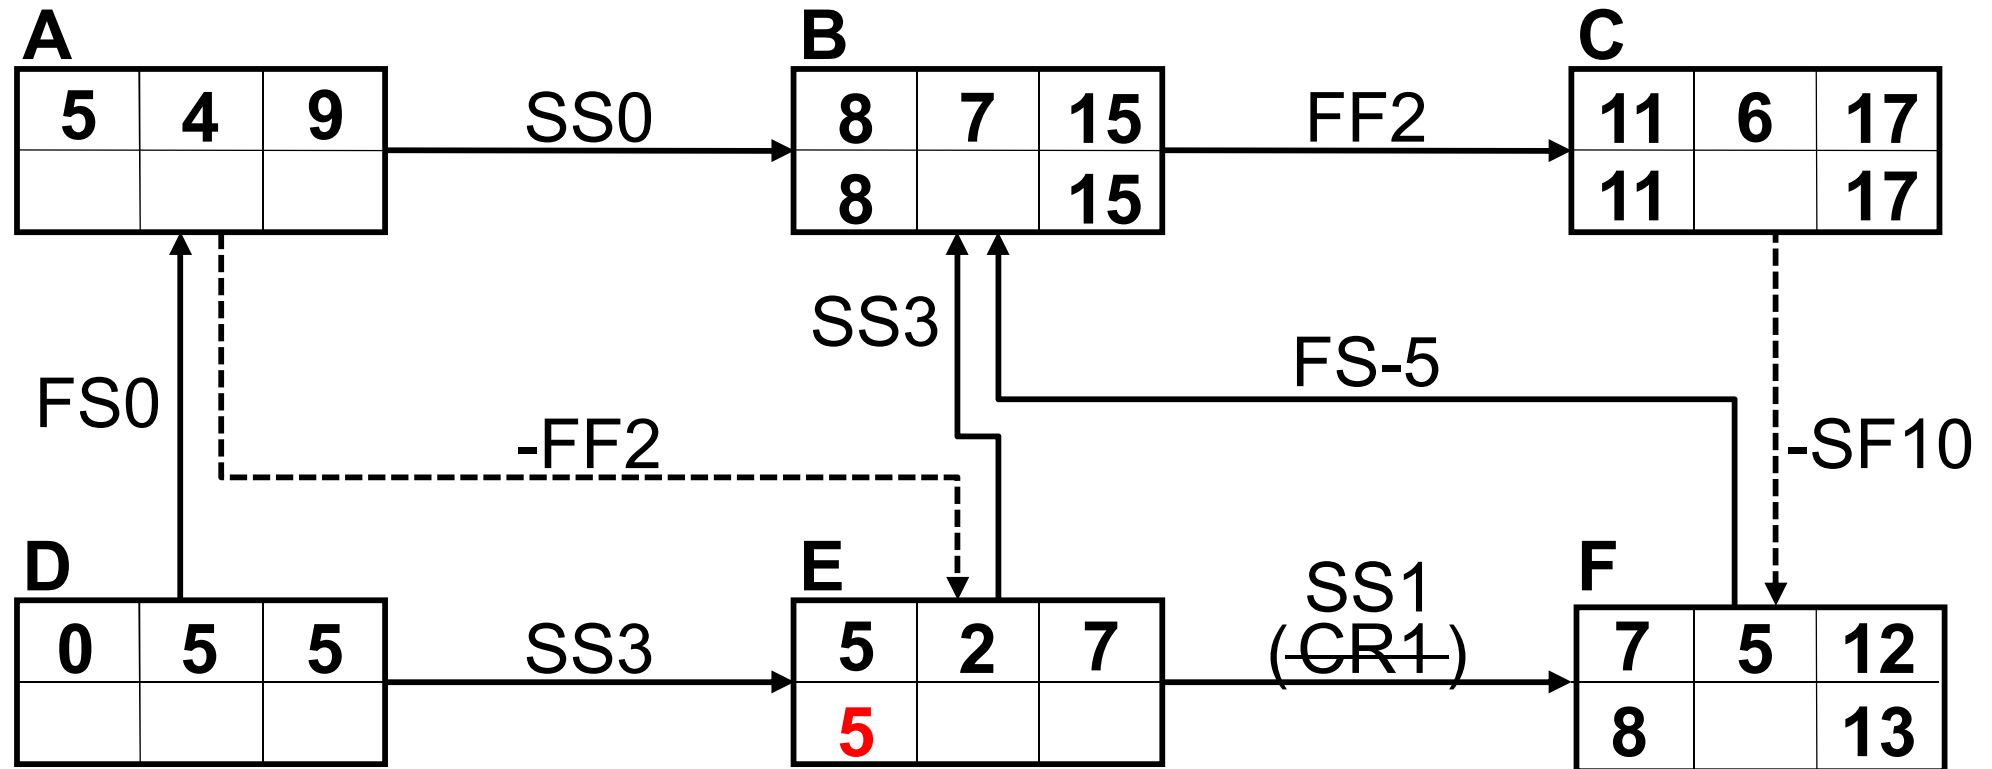 A B C
5 4 9 SS0 8 7 15 FF2 11 6 17
8 15 11 17
SS3
FS-5
FS0
-FF2 -SF10
D E SS1 F
0 5 5 SS3 5 2 7 (CR1) 7 5 12
5 8 13